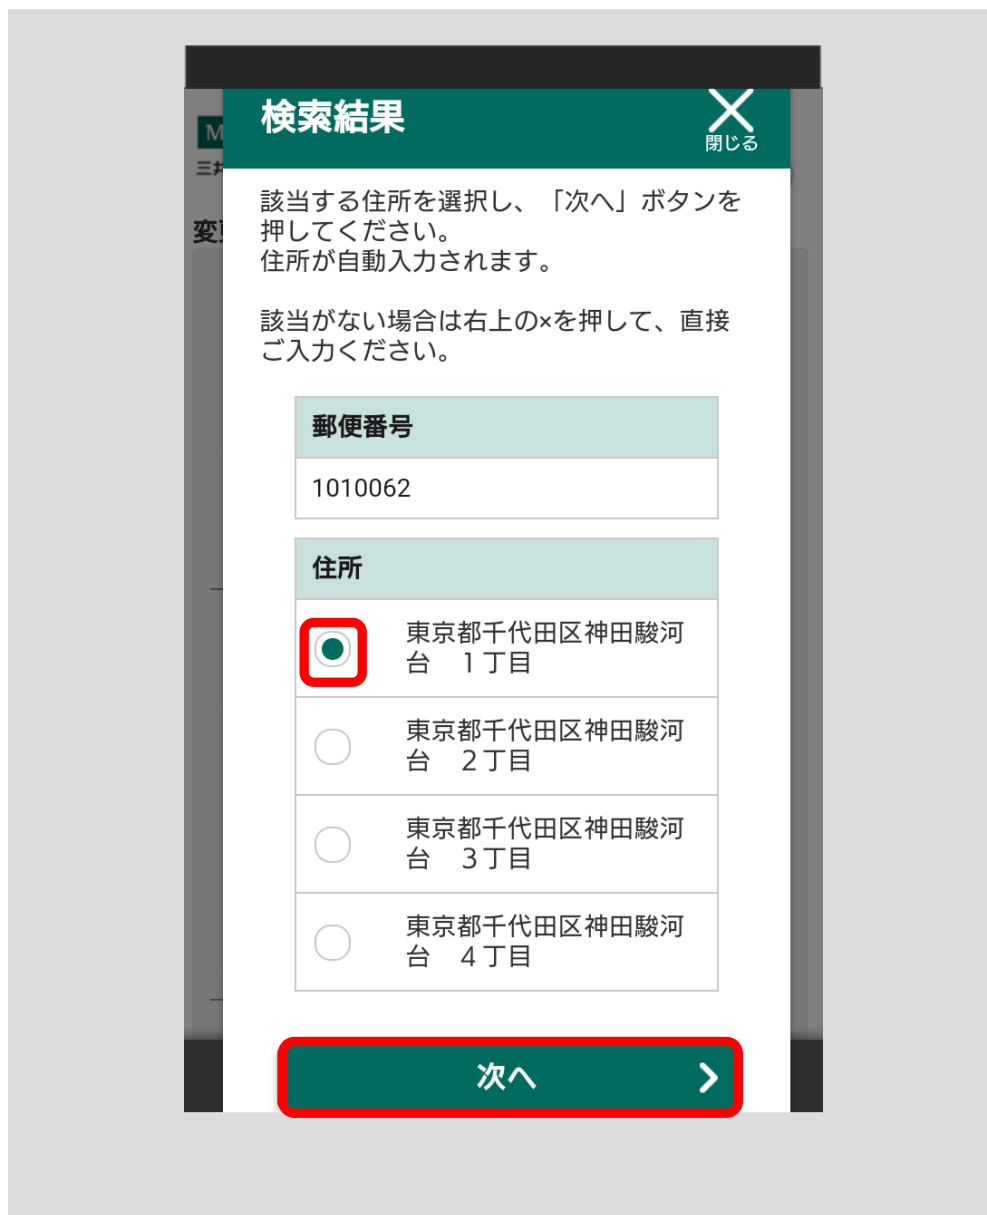 検索結果
閉じる
M
三井
変更
該当する住所を選択し、「次へ」ボタンを
押してください。
住所が自動入力されます。
該当がない場合は右上の×を押して、直接
ご入力ください。
郵便番号
1010062
住所
東京都千代田区神田駿河
台　１丁目
東京都千代田区神田駿河
台　２丁目
東京都千代田区神田駿河
台　３丁目
東京都千代田区神田駿河
台　４丁目
次へ